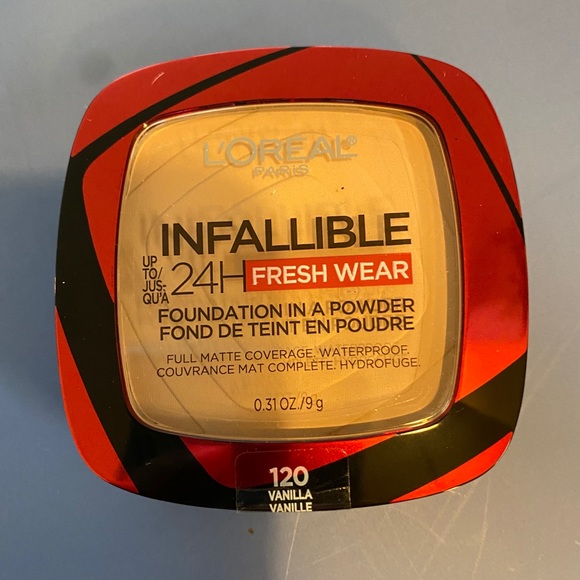 L'ORÉAL®
PARIS
INFALLIBLE
UP
TO/
JUS-
QU'À
24H FRESH WEAR
FOUNDATION IN A POWDER
FOND DE TEINT EN POUDRE
FULL MATTE COVERAGE. WATERPROOF.
COUVRANCE MAT COMPLÈTE. HYDROFUGE.
0.31 OZ./9 g
120
VANILLA
VANILLE